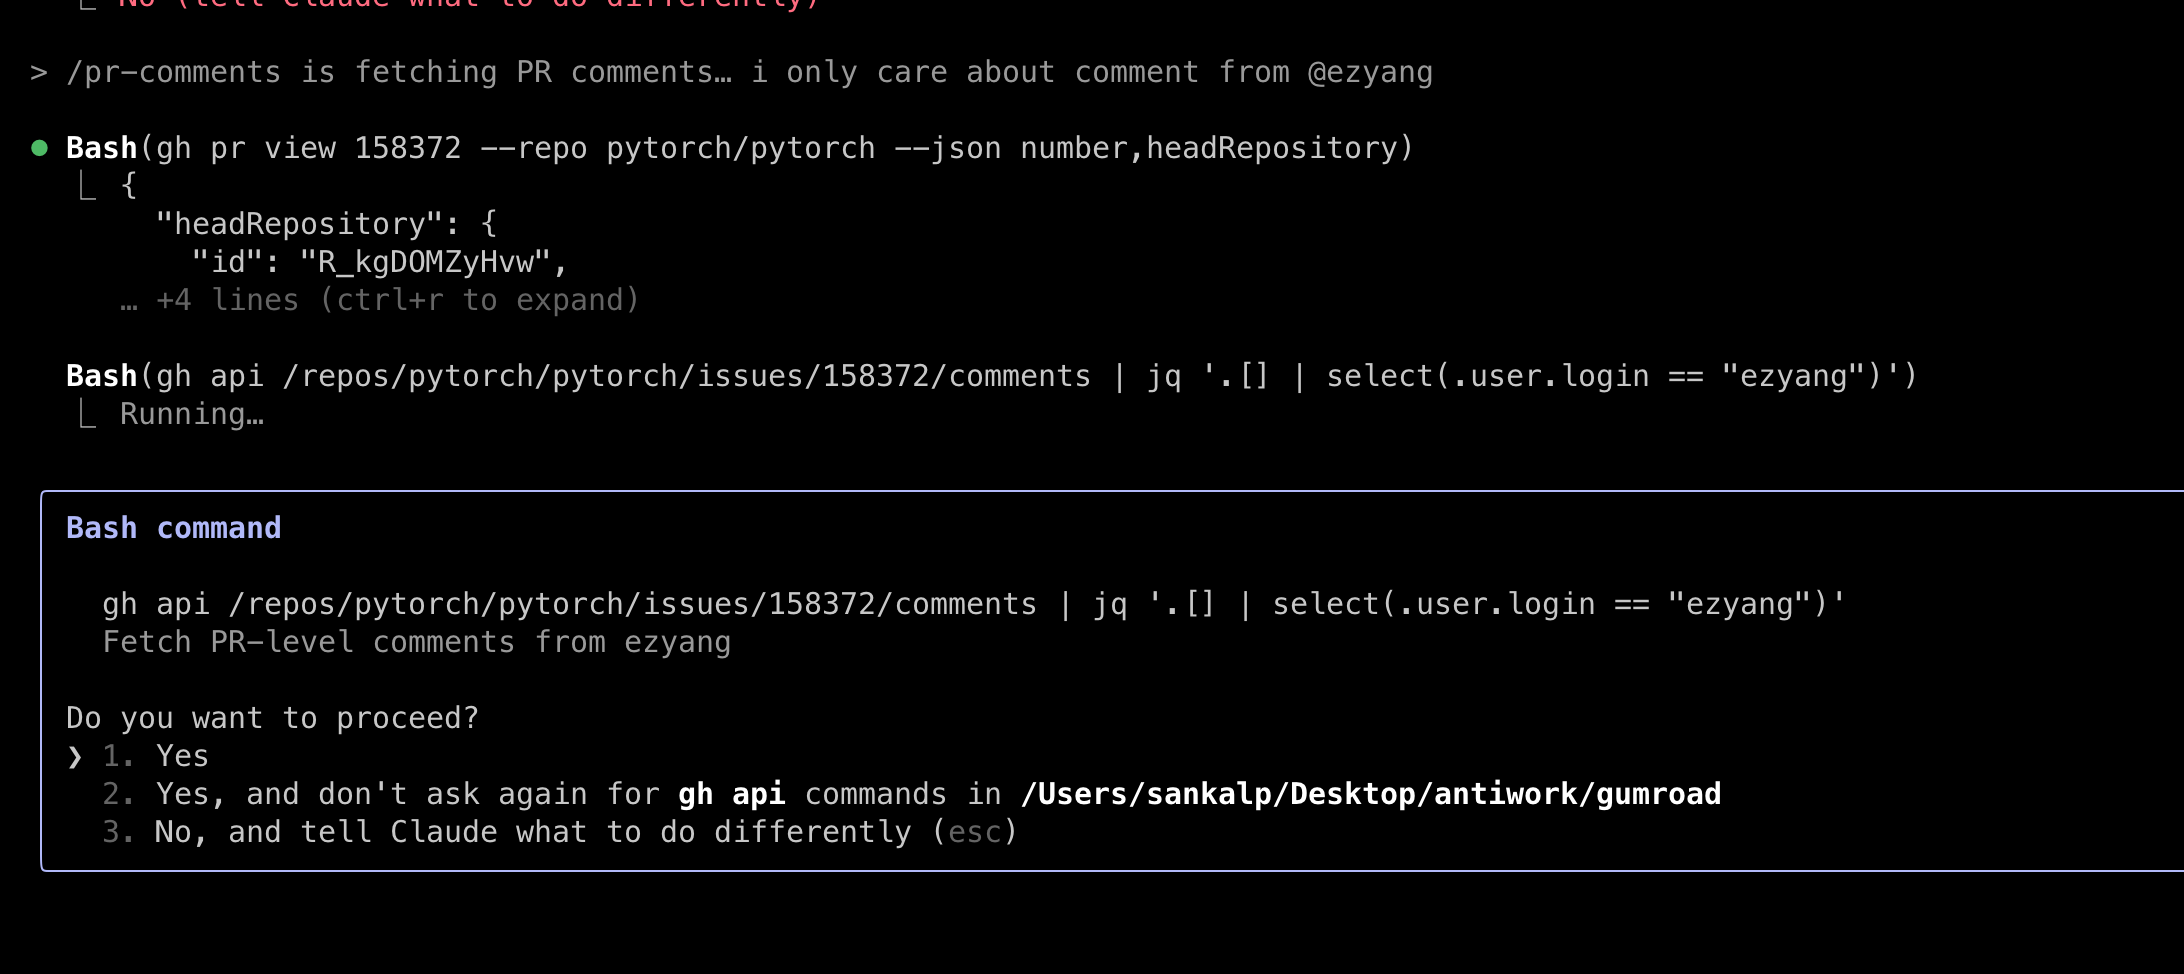 No (tell Claude what to do differently)
> /pr-comments is fetching PR comments… i only care about comment from @ezyang
● Bash(gh pr view 158372 --repo pytorch/pytorch --json number,headRepository)
⎿ {
"headRepository": {
"id": "R_kgDOMZyHvw",
… +4 lines (ctrl+r to expand)
Bash(gh api /repos/pytorch/pytorch/issues/158372/comments | jq '.[] | select(.user.login == "ezyang")')
⎿ Running…
Bash command
gh api /repos/pytorch/pytorch/issues/158372/comments | jq '.[] | select(.user.login == "ezyang")'
Fetch PR-level comments from ezyang
Do you want to proceed?
❯ 1. Yes
2. Yes, and don't ask again for gh api commands in /Users/sankalp/Desktop/antiwork/gumroad
3. No, and tell Claude what to do differently (esc)